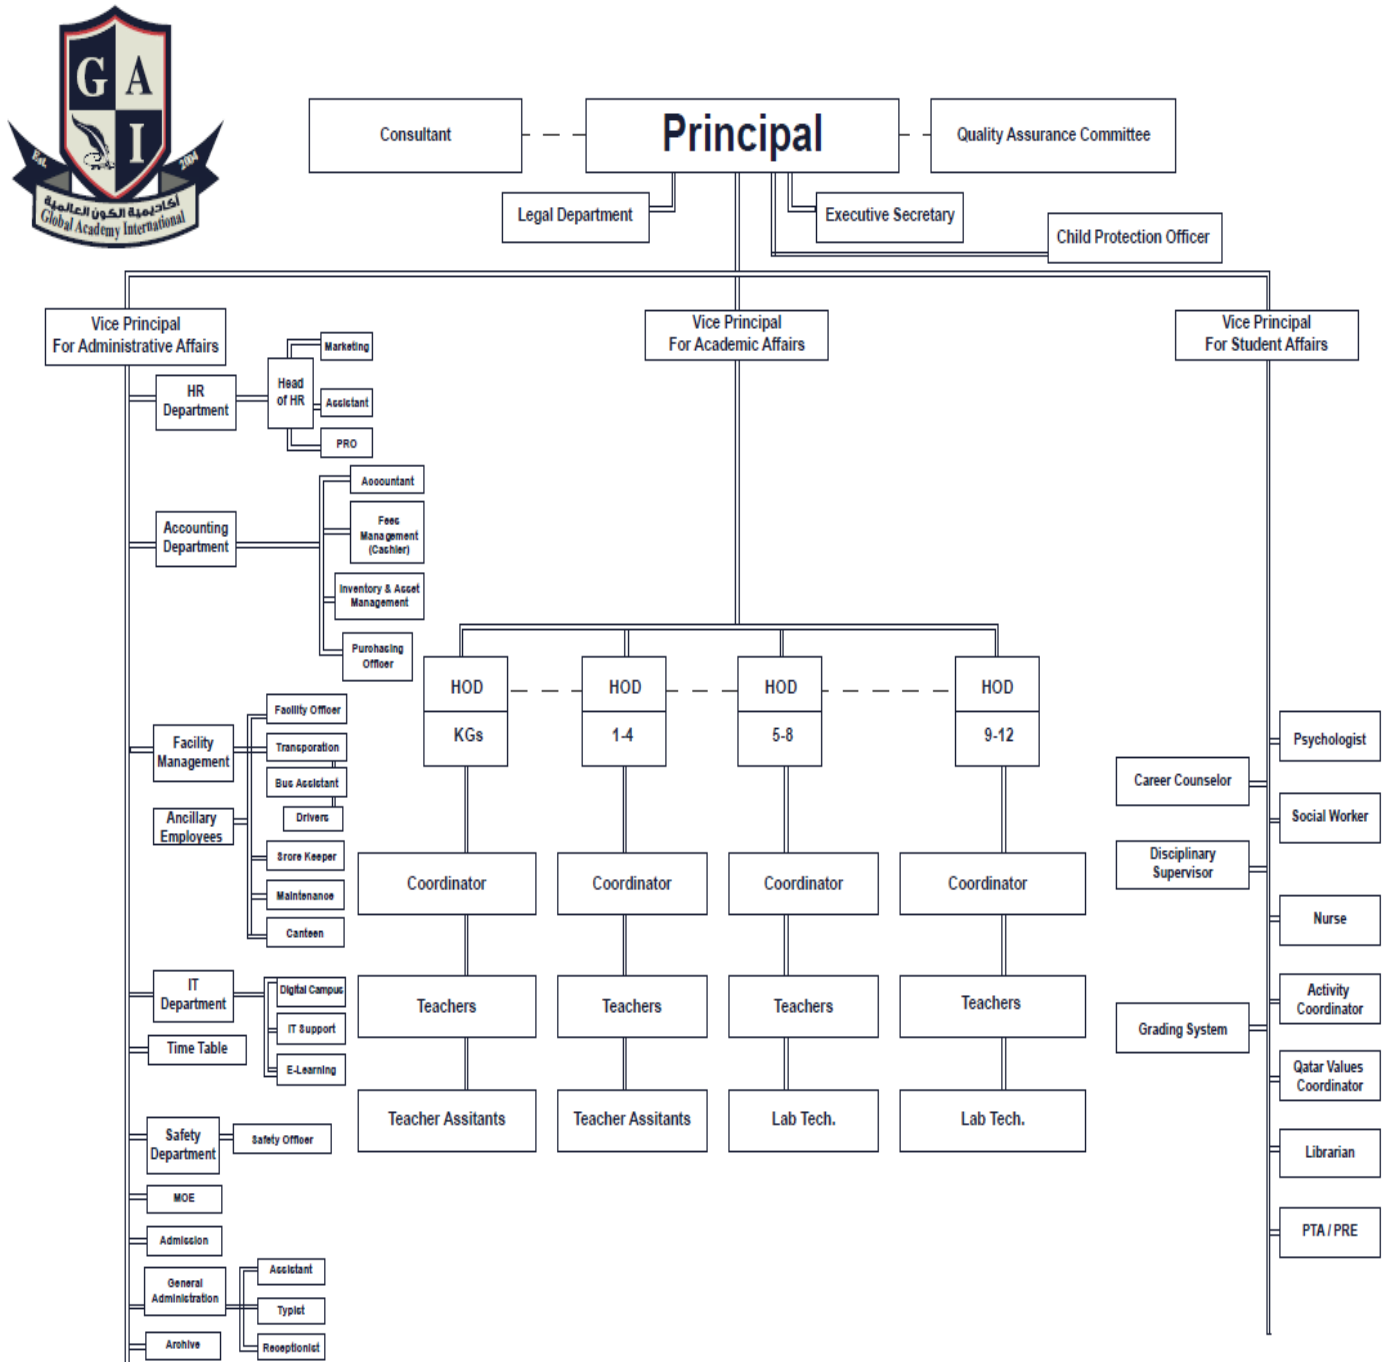 G A
I
Est.
2004
أكاديمية الكون العالمية
Global Academy International
Consultant
Principal
Quality Assurance Committee
Legal Department
Executive Secretary
Child Protection Officer
Vice Principal
For Administrative Affairs
Vice Principal
For Academic Affairs
Vice Principal
For Student Affairs
HR
Department
Head
of HR
Marketing
Assistant
PRO
Accounting
Department
Accountant
Fees
Management
(Cashier)
Inventory & Asset
Management
Purchasing
Officer
Facility
Management
Ancillary
Employees
Facility Officer
Transporation
Bus Assistant
Drivers
Srore Keeper
Maintenance
Canteen
IT
Department
Digital Campus
IT Support
E-Learning
Time Table
Safety
Department
Safety Officer
MOE
Admission
General
Administration
Assistant
Typist
Receptionist
Archive
HOD
KGs
Coordinator
Teachers
Teacher Assitants
HOD
1-4
Coordinator
Teachers
Teacher Assitants
HOD
5-8
Coordinator
Teachers
Lab Tech.
HOD
9-12
Coordinator
Teachers
Lab Tech.
Psychologist
Career Counselor
Social Worker
Disciplinary
Supervisor
Nurse
Activity
Coordinator
Grading System
Qatar Values
Coordinator
Librarian
PTA / PRE